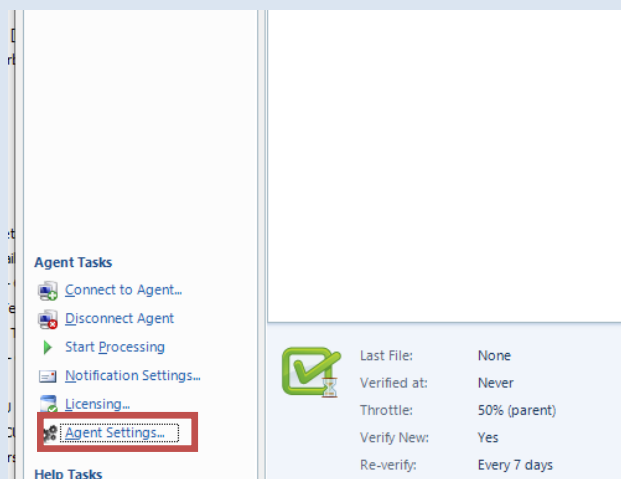 Agent Tasks
Connect to Agent...
Disconnect Agent
Start Processing
Notification Settings...
Licensing...
Agent Settings...
Help Tasks
Last File: None
Verified at: Never
Throttle: 50% (parent)
Verify New: Yes
Re-verify: Every 7 days